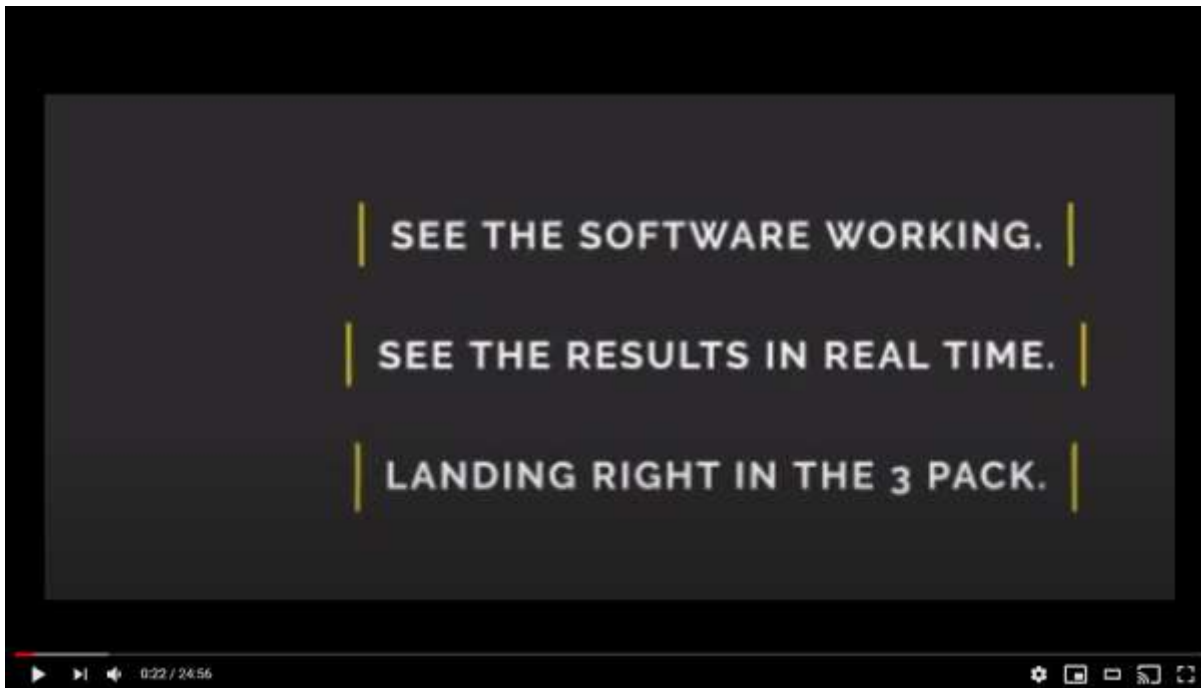 SEE THE SOFTWARE WORKING.
SEE THE RESULTS IN REAL TIME.
LANDING RIGHT IN THE 3 PACK.
0:22 / 24:56